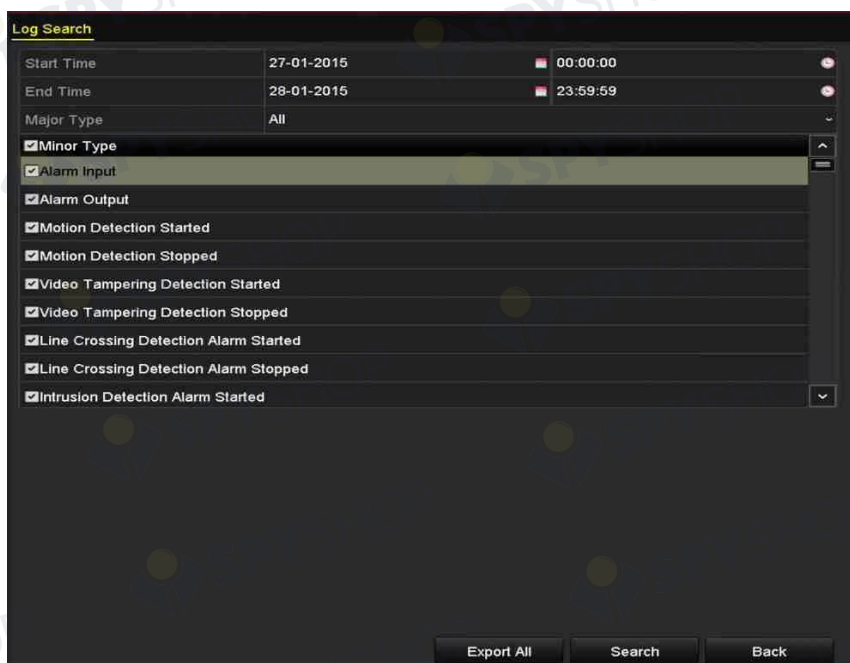 Log Search
Start Time 27-01-2015 00:00:00
End Time 28-01-2015 23:59:59
Major Type All
Minor Type
Alarm Input
Alarm Output
Motion Detection Started
Motion Detection Stopped
Video Tampering Detection Started
Video Tampering Detection Stopped
Line Crossing Detection Alarm Started
Line Crossing Detection Alarm Stopped
Intrusion Detection Alarm Started
Export All Search Back